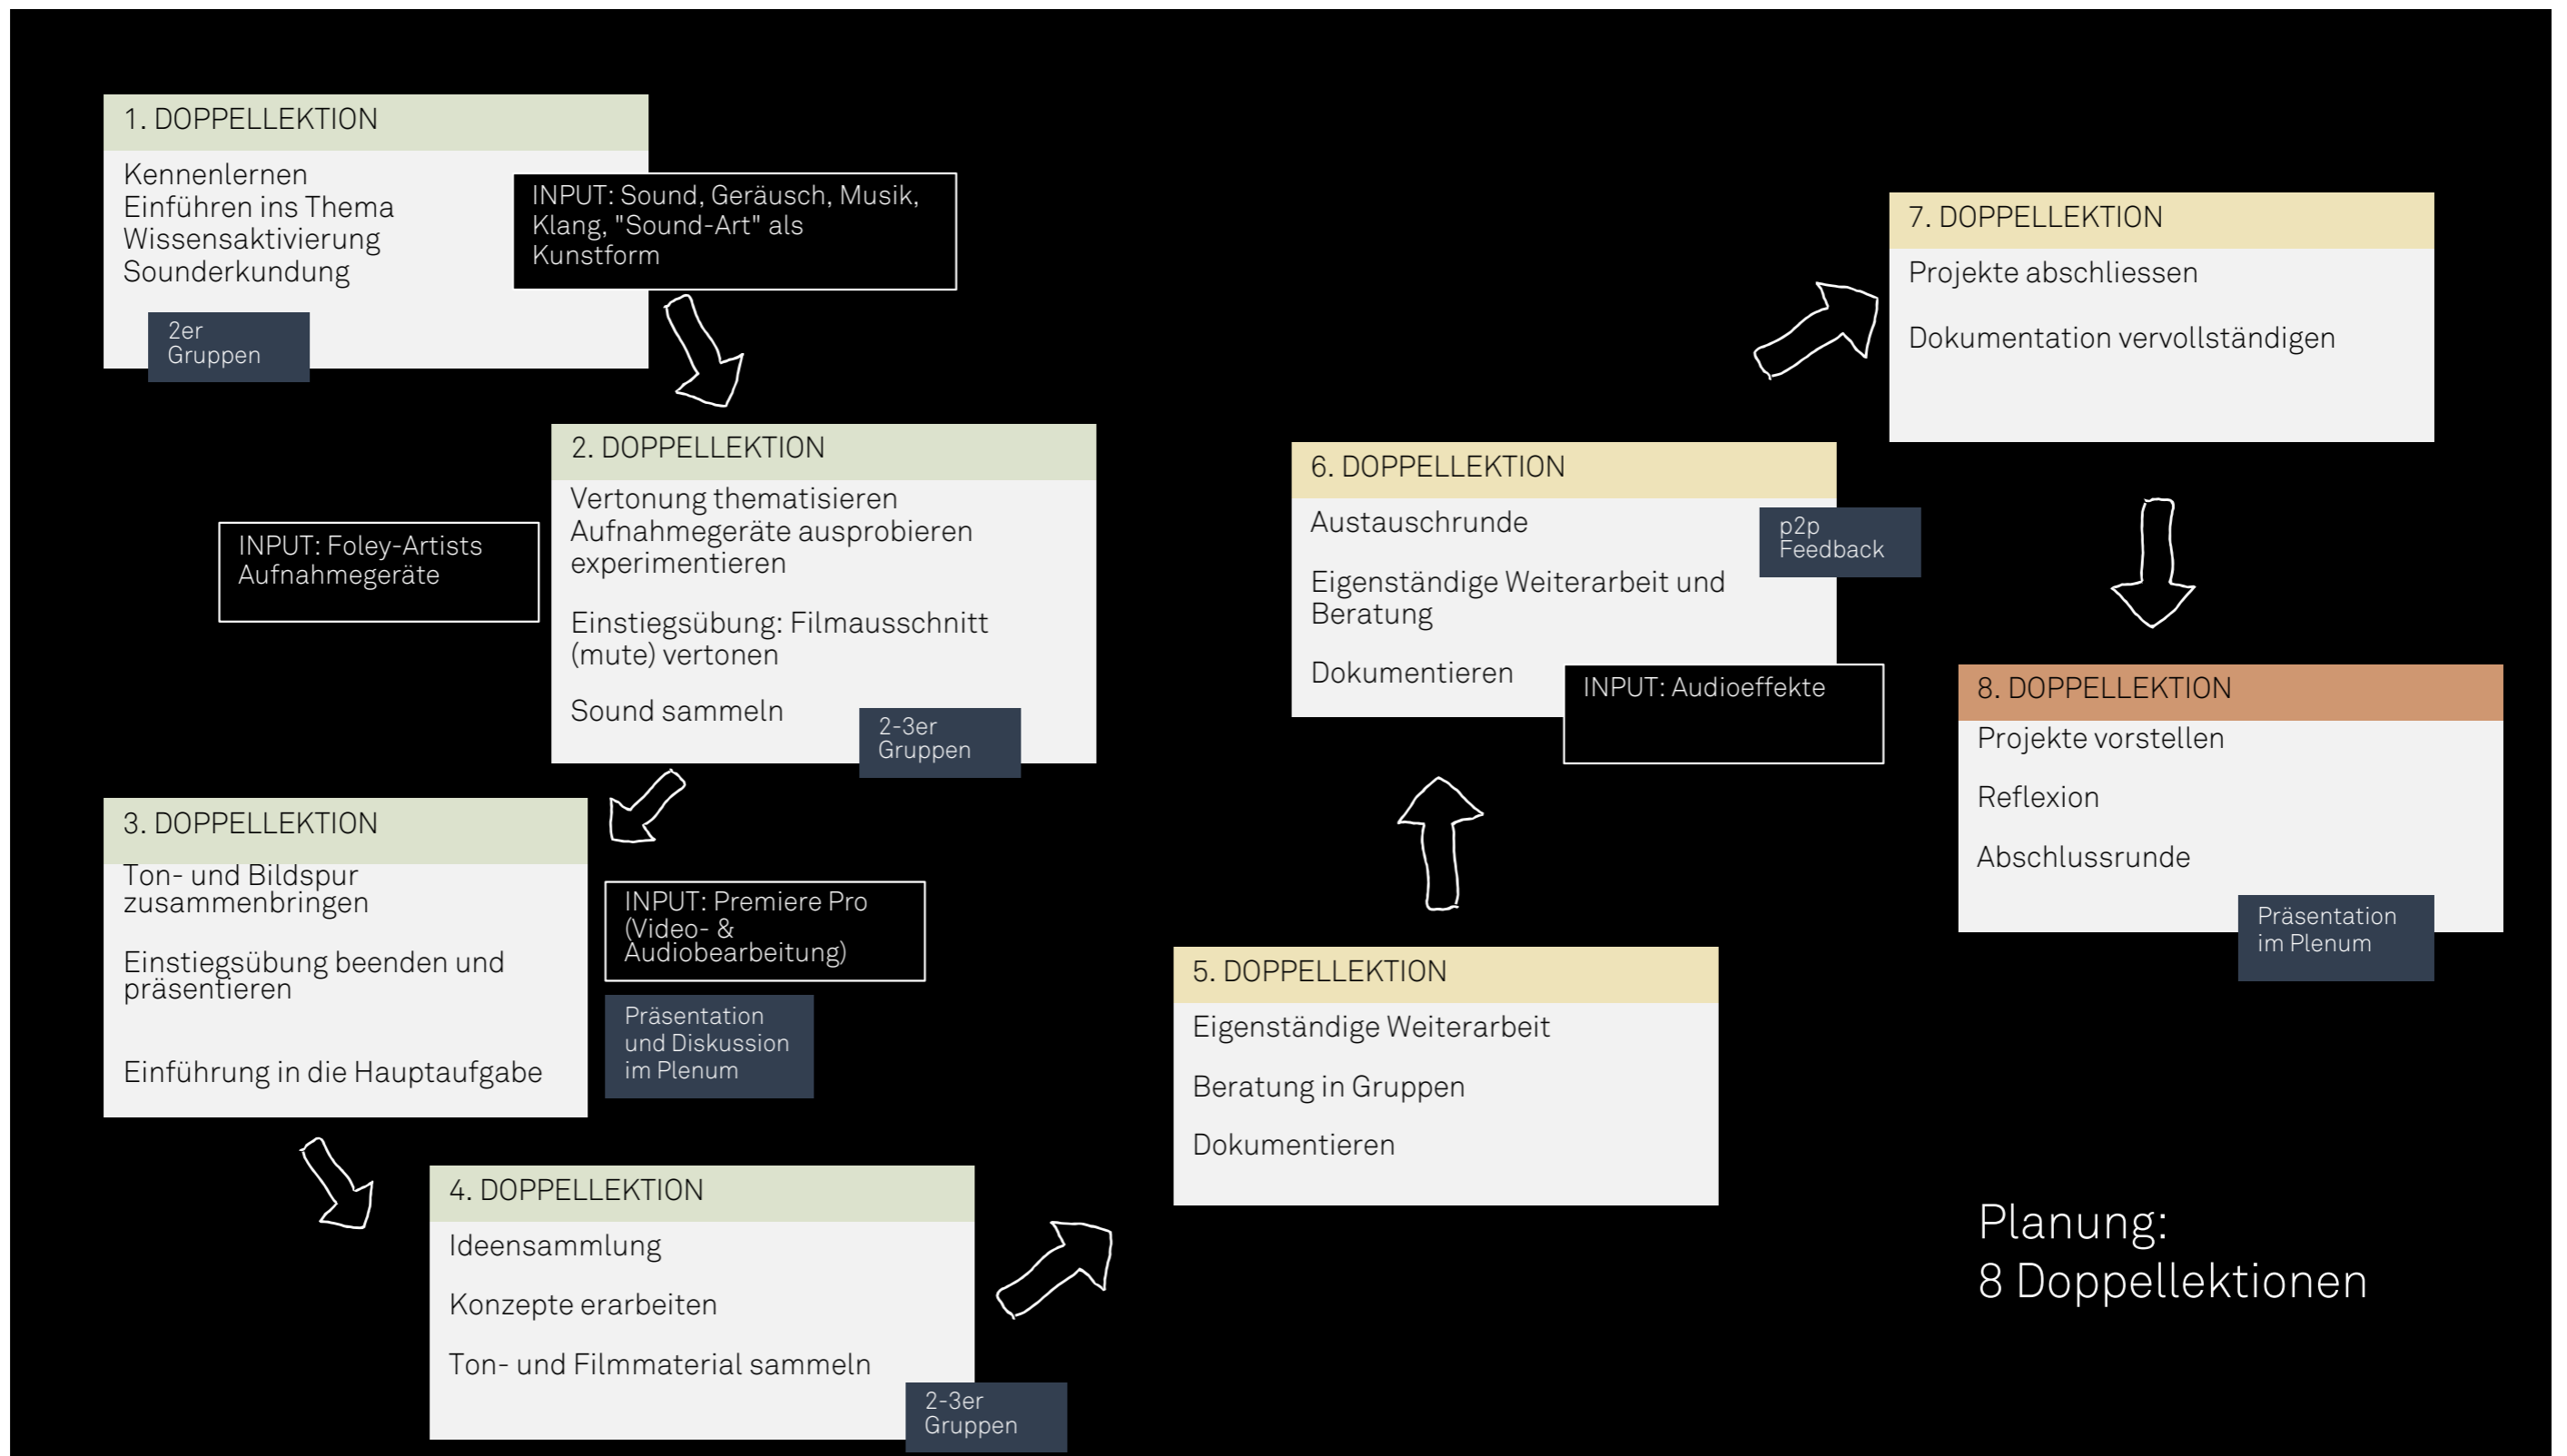 1. DOPPELLEKTION
Kennenlernen
Einführen ins Thema
Wissensaktivierung
Sounderkundung
INPUT: Sound, Geräusch, Musik,
Klang, "Sound-Art" als
Kunstform
2er
Gruppen
2. DOPPELLEKTION
Vertonung thematisieren
Aufnahmegeräte ausprobieren
experimentieren
Einstiegsübung: Filmausschnitt
(mute) vertonen
Sound sammeln
INPUT: Foley-Artists
Aufnahmegeräte
2-3er
Gruppen
3. DOPPELLEKTION
Ton- und Bildspur
zusammenbringen
Einstiegsübung beenden und
präsentieren
Einführung in die Hauptaufgabe
INPUT: Premiere Pro
(Video- &
Audiobearbeitung)
Präsentation
und Diskussion
im Plenum
4. DOPPELLEKTION
Ideensammlung
Konzepte erarbeiten
Ton- und Filmmaterial sammeln
2-3er
Gruppen
5. DOPPELLEKTION
Eigenständige Weiterarbeit
Beratung in Gruppen
Dokumentieren
6. DOPPELLEKTION
Austauschrunde
Eigenständige Weiterarbeit und
Beratung
Dokumentieren
p2p
Feedback
INPUT: Audioeffekte
7. DOPPELLEKTION
Projekte abschliessen
Dokumentation vervollständigen
8. DOPPELLEKTION
Projekte vorstellen
Reflexion
Abschlussrunde
Präsentation
im Plenum
Planung:
8 Doppellektionen